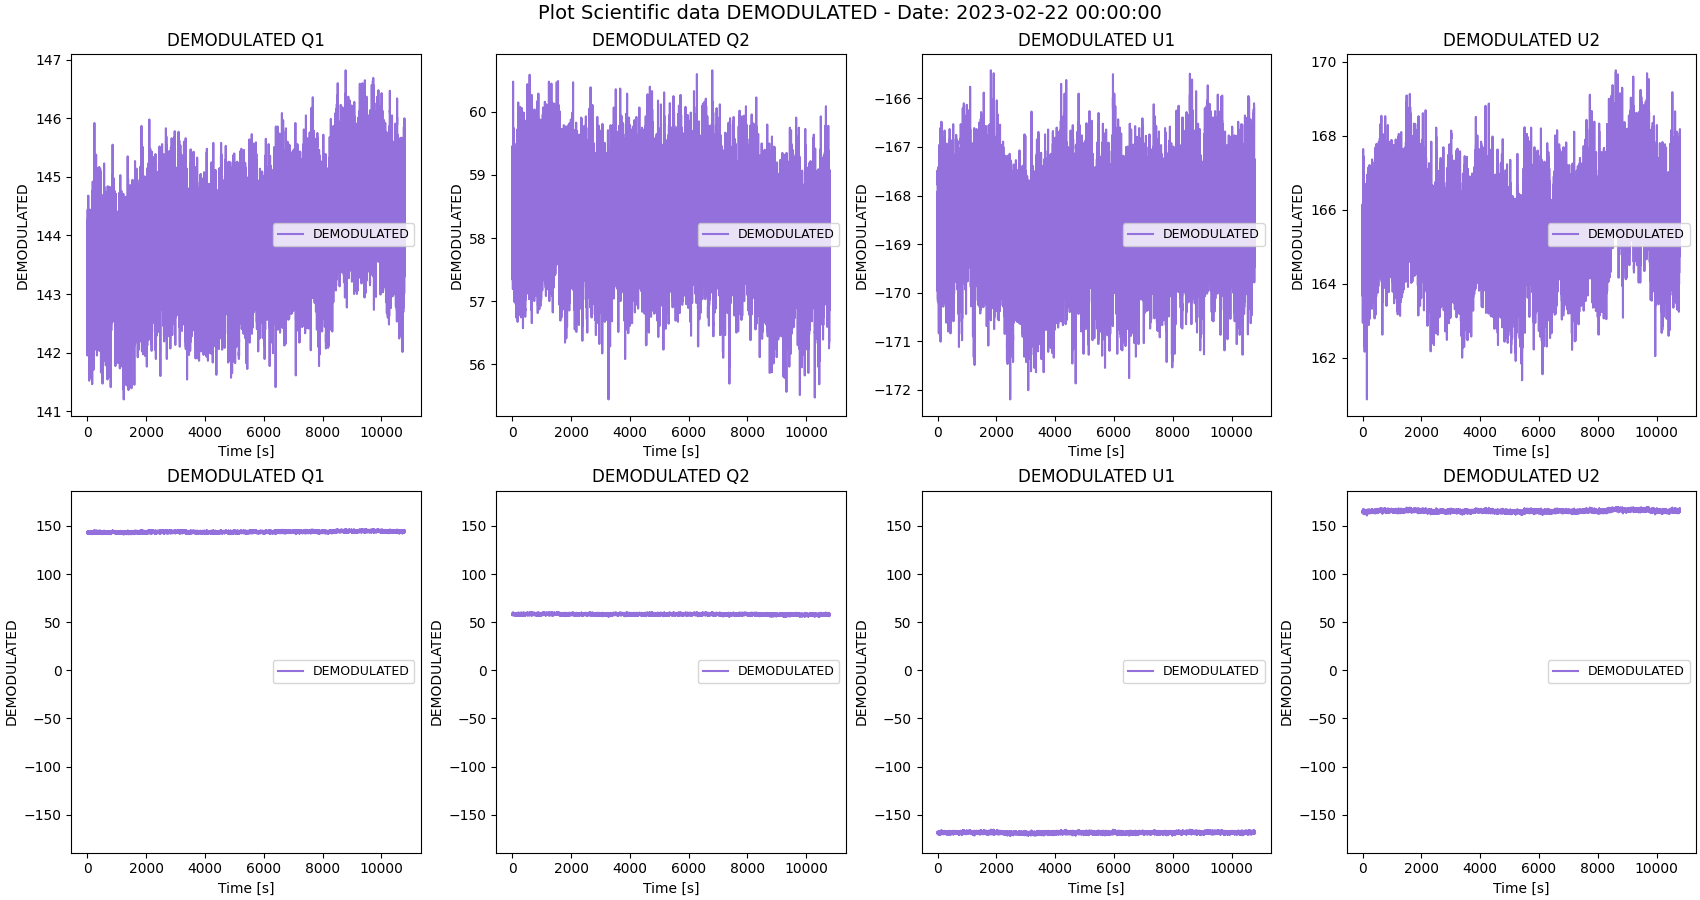 Plot Scientific data DEMODULATED - Date: 2023-02-22 00:00:00
DEMODULATED Q1
DEMODULATED
147
146
145
144
143
142
141
DEMODULATED
0 2000 4000 6000 8000 10000
Time [s]
DEMODULATED Q2
DEMODULATED
60
59
58
57
56
DEMODULATED
0 2000 4000 6000 8000 10000
Time [s]
DEMODULATED U1
DEMODULATED
−166
−167
−168
−169
−170
−171
−172
DEMODULATED
0 2000 4000 6000 8000 10000
Time [s]
DEMODULATED U2
DEMODULATED
170
168
166
164
162
DEMODULATED
0 2000 4000 6000 8000 10000
Time [s]
DEMODULATED Q1
DEMODULATED
150
100
50
0
−50
−100
−150
DEMODULATED
0 2000 4000 6000 8000 10000
Time [s]
DEMODULATED Q2
DEMODULATED
150
100
50
0
−50
−100
−150
DEMODULATED
0 2000 4000 6000 8000 10000
Time [s]
DEMODULATED U1
DEMODULATED
150
100
50
0
−50
−100
−150
DEMODULATED
0 2000 4000 6000 8000 10000
Time [s]
DEMODULATED U2
DEMODULATED
150
100
50
0
−50
−100
−150
DEMODULATED
0 2000 4000 6000 8000 10000
Time [s]